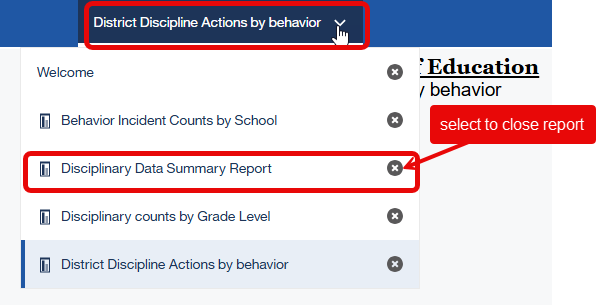 District Discipline Actions by behavior
Welcome
f Education
y behavior
Behavior Incident Counts by School
select to close report
Disciplinary Data Summary Report
Disciplinary counts by Grade Level
District Discipline Actions by behavior